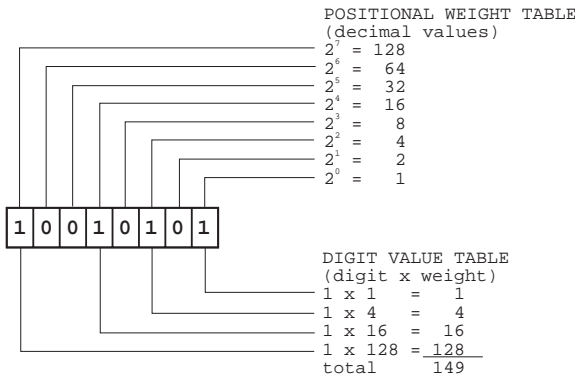 POSITIONAL WEIGHT TABLE
(decimal values)
2⁷ = 128
2⁶ = 64
2⁵ = 32
2⁴ = 16
2³ = 8
2² = 4
2¹ = 2
2⁰ = 1
1 0 0 1 0 1 0 1
DIGIT VALUE TABLE
(digit x weight)
1 x 1 = 1
1 x 4 = 4
1 x 16 = 16
1 x 128 = 128
total 149